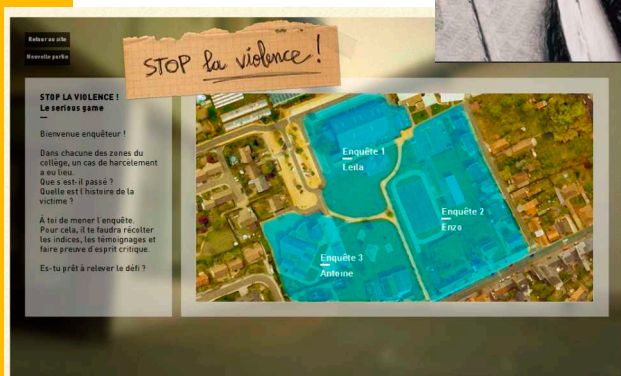 Retour au site
Nouvelle partie
STOP la violence !
STOP LA VIOLENCE !
Le serious game
Bienvenue enquêteur !
Dans chacune des zones du
collège, un cas de harcèlement
a eu lieu.
Que s'est-il passé ?
Quelle est l'histoire de la
victime ?
À toi de mener l'enquête.
Pour cela, il te faudra récolter
les indices, les témoignages et
faire preuve d'esprit critique.
Es-tu prêt à relever le défi ?
Enquête 1
Leila
Enquête 2
Enzo
Enquête 3
Antoine